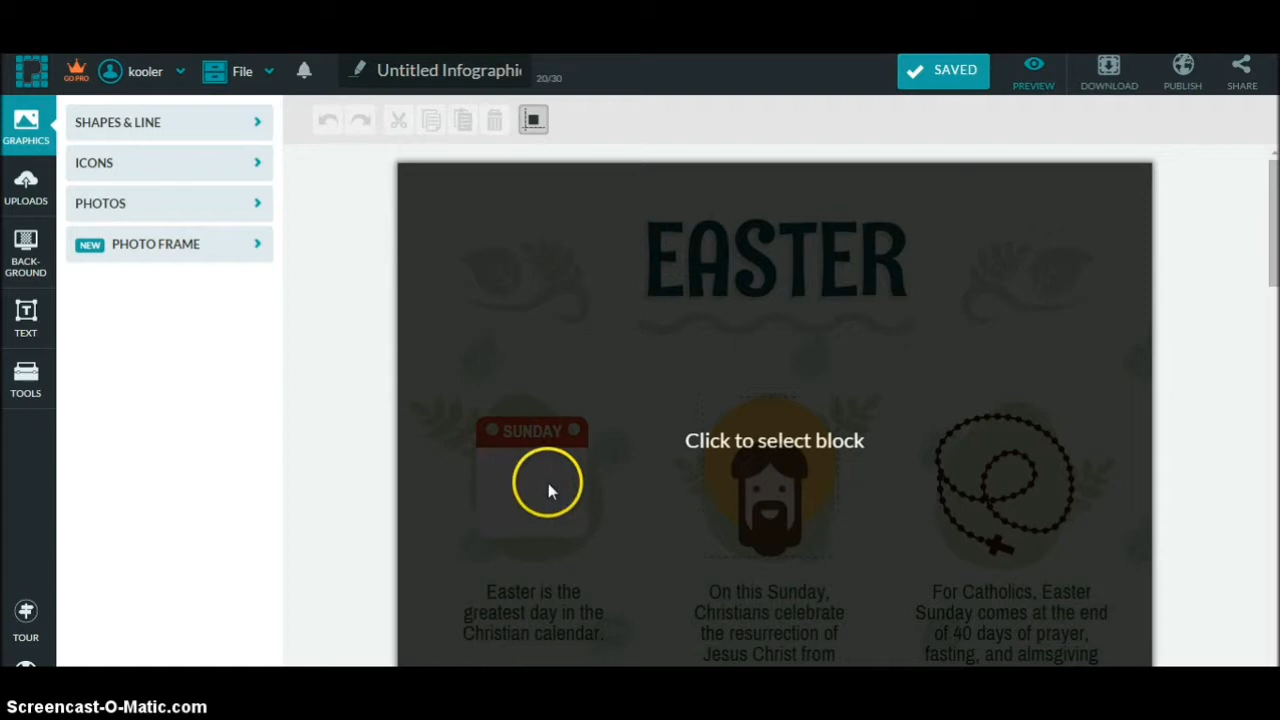 GO PRO
kooler
File
Untitled Infographic
20/30
SAVED
PREVIEW
DOWNLOAD
PUBLISH
SHARE
GRAPHICS
UPLOADS
BACK-
GROUND
TEXT
TOOLS
TOUR
SHAPES & LINE
ICONS
PHOTOS
NEW PHOTO FRAME
EASTER
SUNDAY
Click to select block
Easter is the
greatest day in the
Christian calendar.
On this Sunday,
Christians celebrate
the resurrection of
Jesus Christ from
For Catholics, Easter
Sunday comes at the end
of 40 days of prayer,
fasting, and almsgiving
Screencast-O-Matic.com